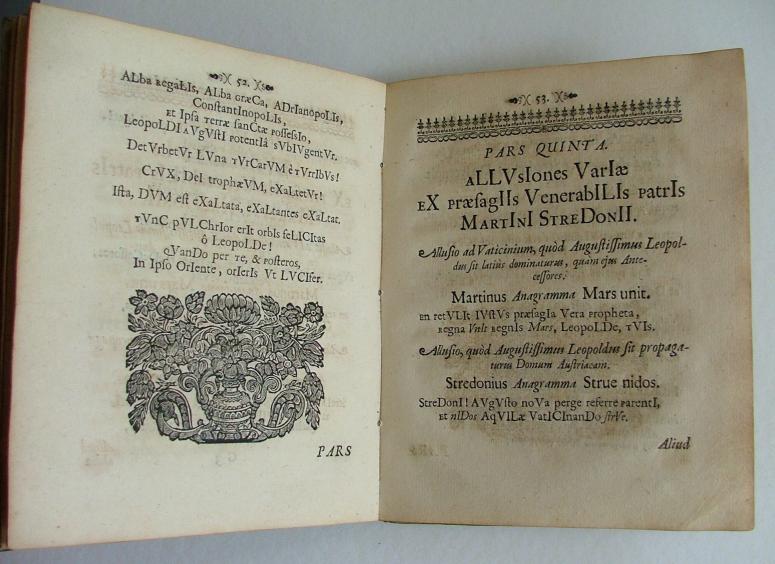 52.
ALba RegaLIs, ALba GræCa, ADrIanopoLIs,
ConstantInopoLIs,
Et Ipsa Terræ sanCtæ possessIo,
LeopoLDI AVgVstI potentIâ sVbIVgentVr.
DetVrbetVr LVna TVrCarVM è TVrrIbVs!
CrVX, DeI trophæVM, eXaLtetVr!
Ista, DVM est eXaLtata, eXaLtantes eXaLtat.
TVnC pVLChrIor erIt orbIs feLICItas
ô LeopoLDe!
QVanDo per Te, & Posteros,
In Ipso OrIente, orIerIs Vt LVCIfer.
PARS
53.
PARS QUINTA.
ALLVsIones VarIæ
eX præsagIIs VenerabILIs PatrIs
MartInI StreDonII.
Allusio ad Vaticinium, quòd Augustissimus Leopol-
dus sit latiùs dominaturus, quàm ejus Ante-
cessores.
Martinus Anagramma Mars unit.
En retVLIt IVstVs præsagIa Vera Propheta,
Regna VnIt RegnIs Mars, LeopoLDe, TVIs.
Allusio, quòd Augustissimus Leopoldus sit propaga-
turus Domum Austriacam.
Stredonius Anagramma Strue nidos.
StreDonI! AVgVsto noVa perge referre ParentI,
Et nIDos AqVILæ VatICInanDo strVe.
Aliud